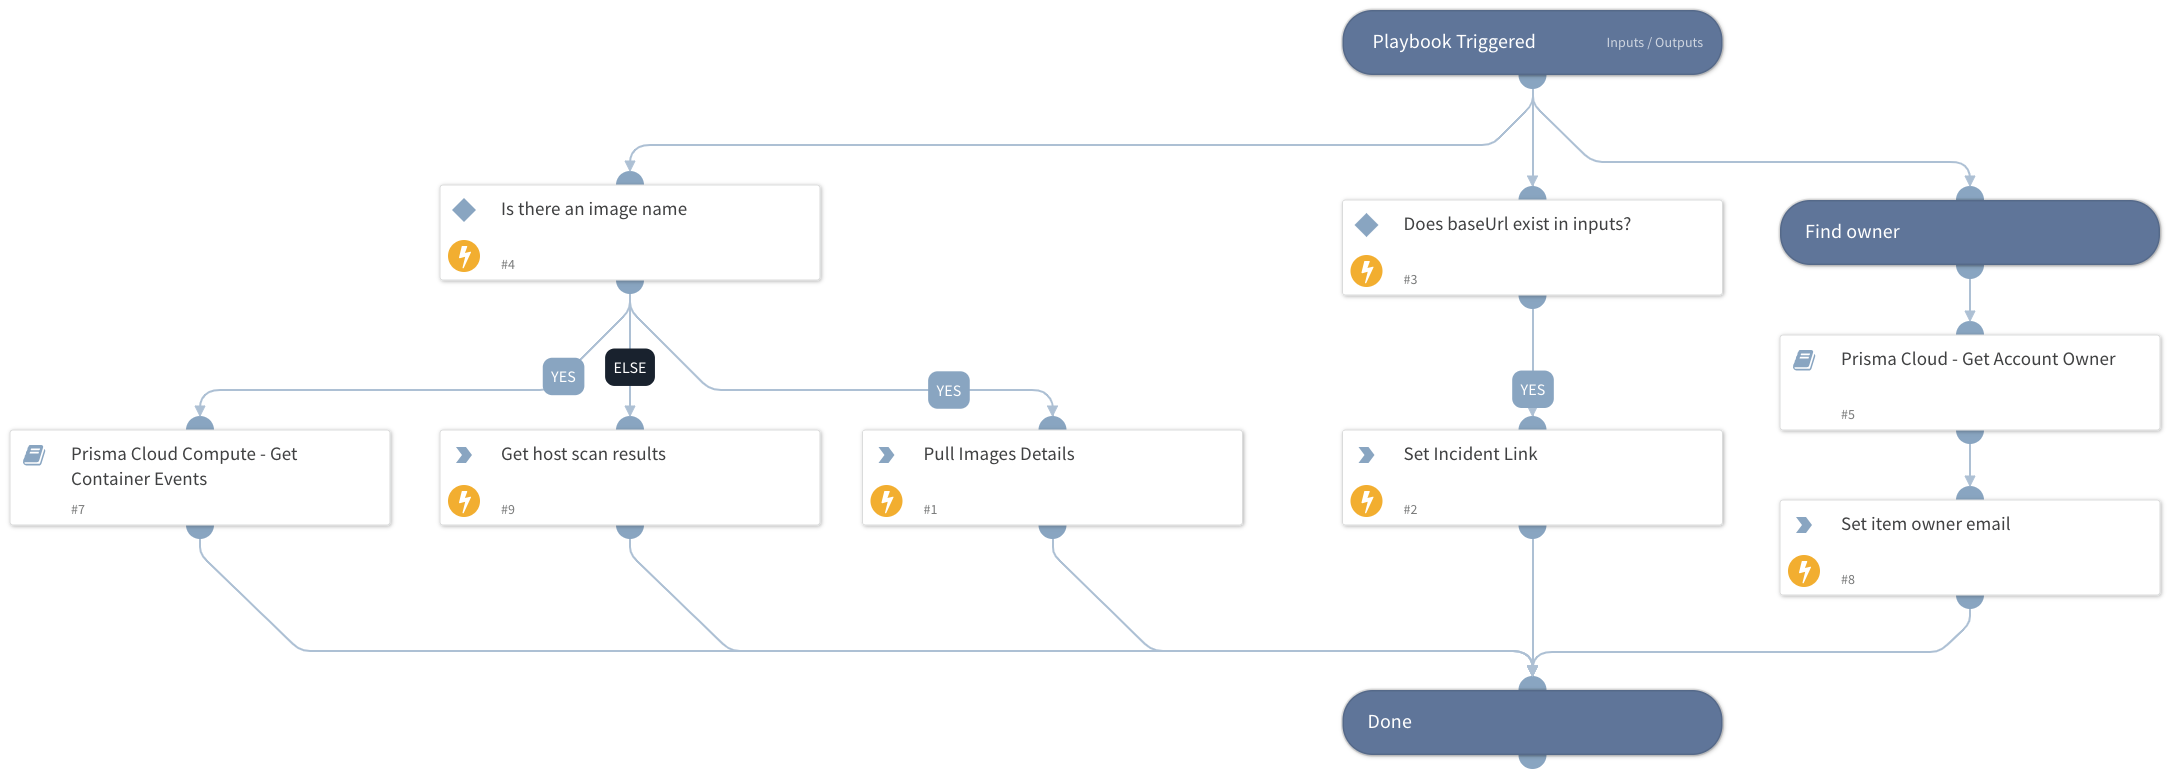 Playbook Triggered
Inputs / Outputs
Is there an image name
#4
Does baseUrl exist in inputs?
#3
Find owner
YES
ELSE
YES
YES
Prisma Cloud - Get Account Owner
#5
Prisma Cloud Compute - Get
Container Events
#7
Get host scan results
#9
Pull Images Details
#1
Set Incident Link
#2
Set item owner email
#8
Done